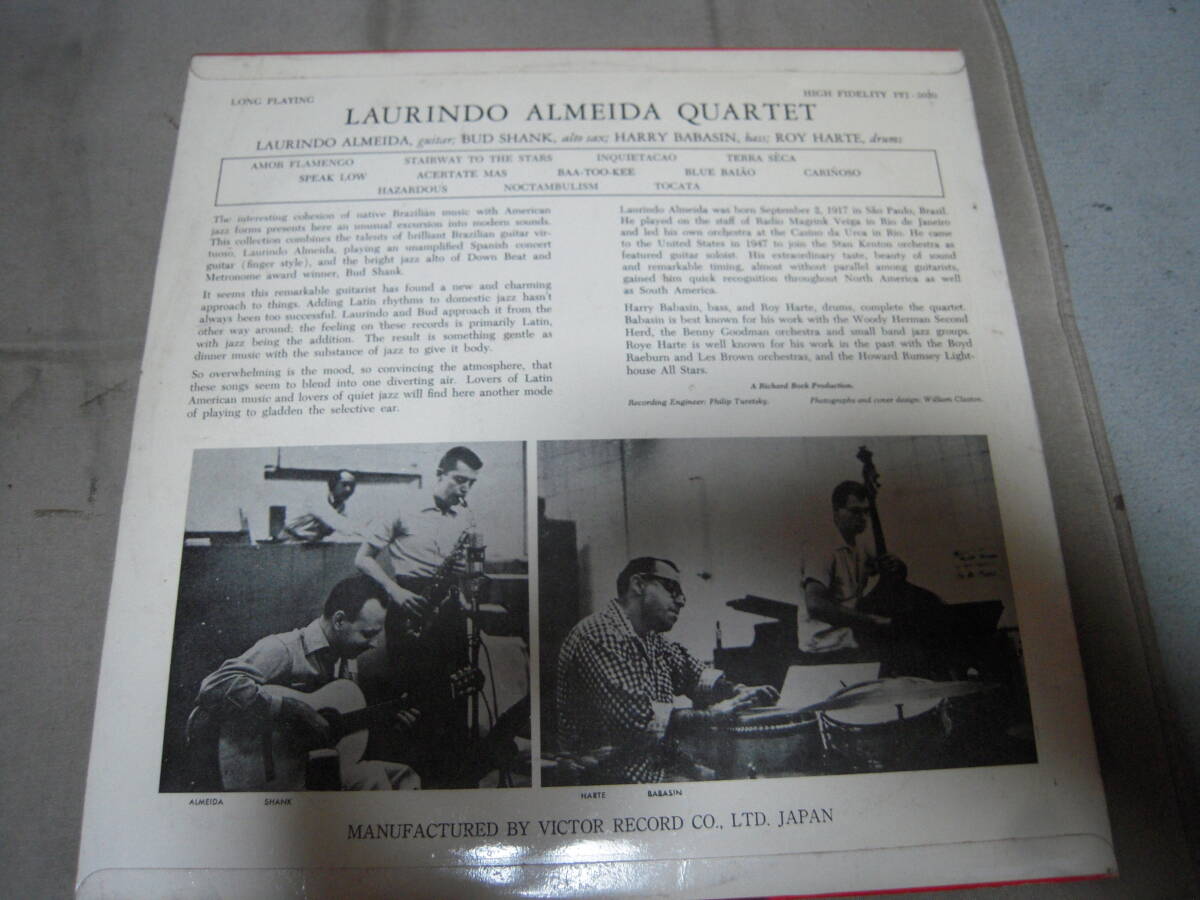 LONG PLAYING
HIGH FIDELITY PFJ-5020
LAURINDO ALMEIDA QUARTET
LAURINDO ALMEIDA, guitar; BUD SHANK, alto sax; HARRY BABASIN, bass; ROY HARTE, drums
AMOR FLAMENGO STAIRWAY TO THE STARS INQUIETACAO TERRA SÊCA
SPEAK LOW ACERTATE MAS BAA-TOO-KEE BLUE BAIÃO CARIÑOSO
HAZARDOUS NOCTAMBULISM TOCATA
The interesting cohesion of native Brazilian music with American
jazz forms presents here an unusual excursion into modern sounds.
This collection combines the talents of brilliant Brazilian guitar vir-
tuoso, Laurindo Almeida, playing an unamplified Spanish concert
guitar (finger style), and the bright jazz alto of Down Beat and
Metronome award winner, Bud Shank.
It seems this remarkable guitarist has found a new and charming
approach to things. Adding Latin rhythms to domestic jazz hasn't
always been too successful. Laurindo and Bud approach it from the
other way around: the feeling on these records is primarily Latin,
with jazz being the addition. The result is something gentle as
dinner music with the substance of jazz to give it body.
So overwhelming is the mood, so convincing the atmosphere, that
these songs seem to blend into one diverting air. Lovers of Latin
American music and lovers of quiet jazz will find here another mode
of playing to gladden the selective ear.
Laurindo Almeida was born September 2, 1917 in São Paulo, Brazil.
He played on the staff of Radio Magrink Veiga in Rio de Janeiro
and led his own orchestra at the Casino da Urca in Rio. He came
to the United States in 1947 to join the Stan Kenton orchestra as
featured guitar soloist. His extraordinary taste, beauty of sound
and remarkable timing, almost without parallel among guitarists,
gained him quick recognition throughout North America as well
as South America.
Harry Babasin, bass, and Roy Harte, drums, complete the quartet.
Babasin is best known for his work with the Woody Herman Second
Herd, the Benny Goodman orchestra and small band jazz groups.
Roye Harte is well known for his work in the past with the Boyd
Raeburn and Les Brown orchestras, and the Howard Rumsey Light-
house All Stars.
A Richard Bock Production.
Recording Engineer: Philip Turetsky. Photographs and cover design: William Claxton.
ALMEIDA SHANK
HARTE BABASIN
MANUFACTURED BY VICTOR RECORD CO., LTD. JAPAN